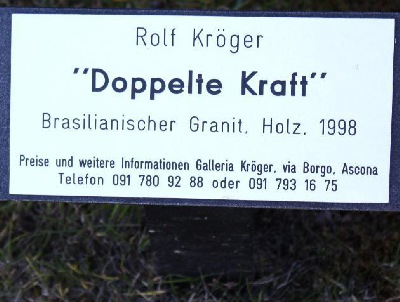 Rolf Kröger
"Doppelte Kraft"
Brasilianischer Granit, Holz, 1998
Preise und weitere Informationen Galleria Kröger, via Borgo, Ascona
Telefon 091 780 92 88 oder 091 793 16 75